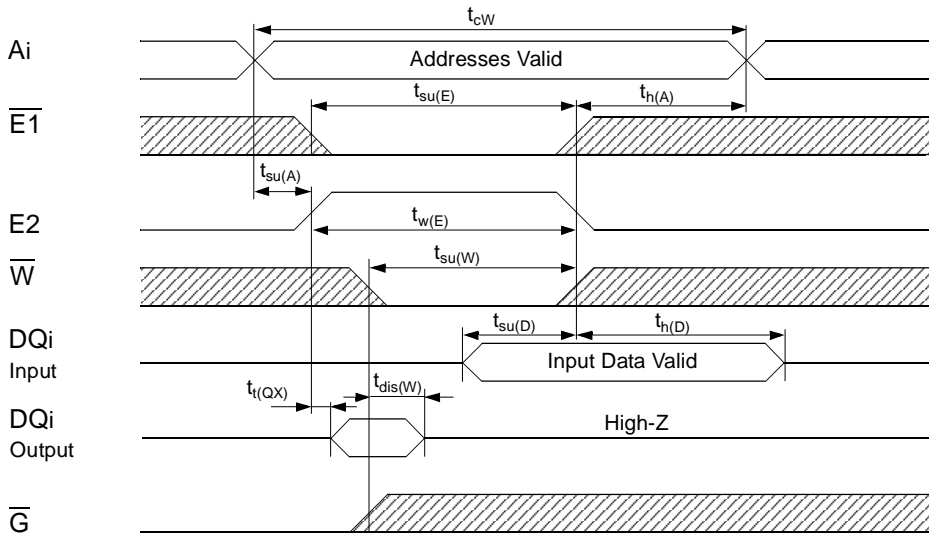 t_cW
Ai
Addresses Valid
t_su(E)
t_h(A)
E1
t_su(A)
E2
t_w(E)
t_su(W)
W
DQi
Input
t_su(D)
t_h(D)
Input Data Valid
t_t(QX)
t_dis(W)
DQi
Output
High-Z
G